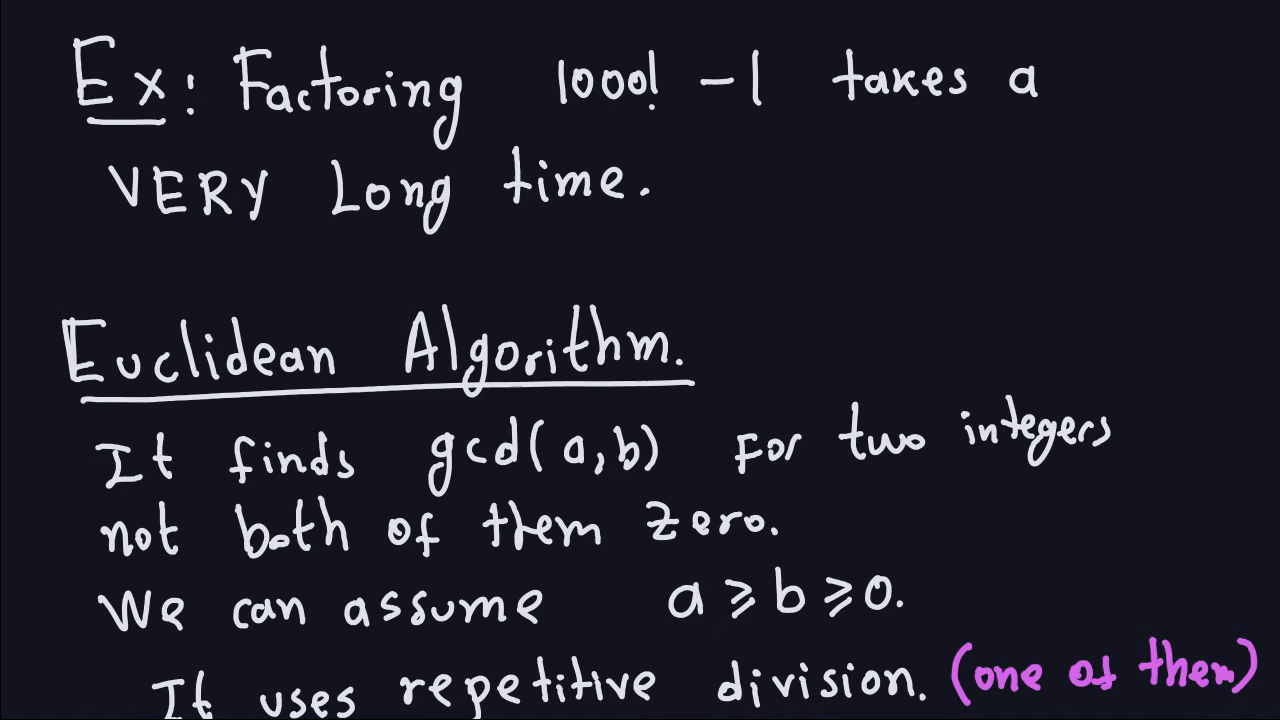 Ex: Factoring 1000! -1 takes a
VERY Long time.
Euclidean Algorithm.
It finds gcd(a,b) For two integers
not both of them zero.
We can assume a ⩾ b ⩾ 0.
It uses repetitive division. (one of them)